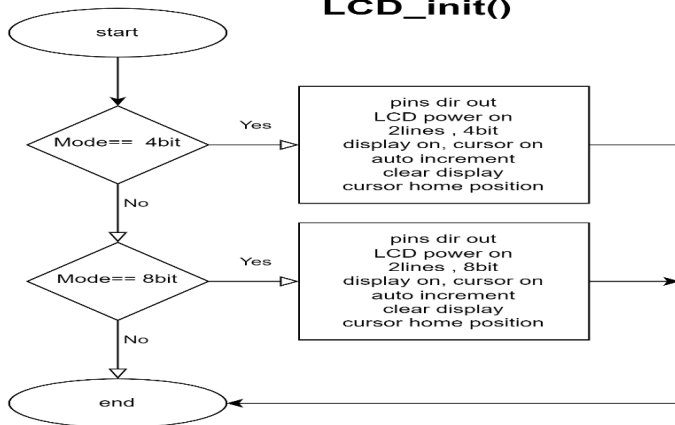 LCD_init()
start
Mode== 4bit
Yes
pins dir out
LCD power on
2lines , 4bit
display on, cursor on
auto increment
clear display
cursor home position
No
Mode== 8bit
Yes
pins dir out
LCD power on
2lines , 8bit
display on, cursor on
auto increment
clear display
cursor home position
No
end